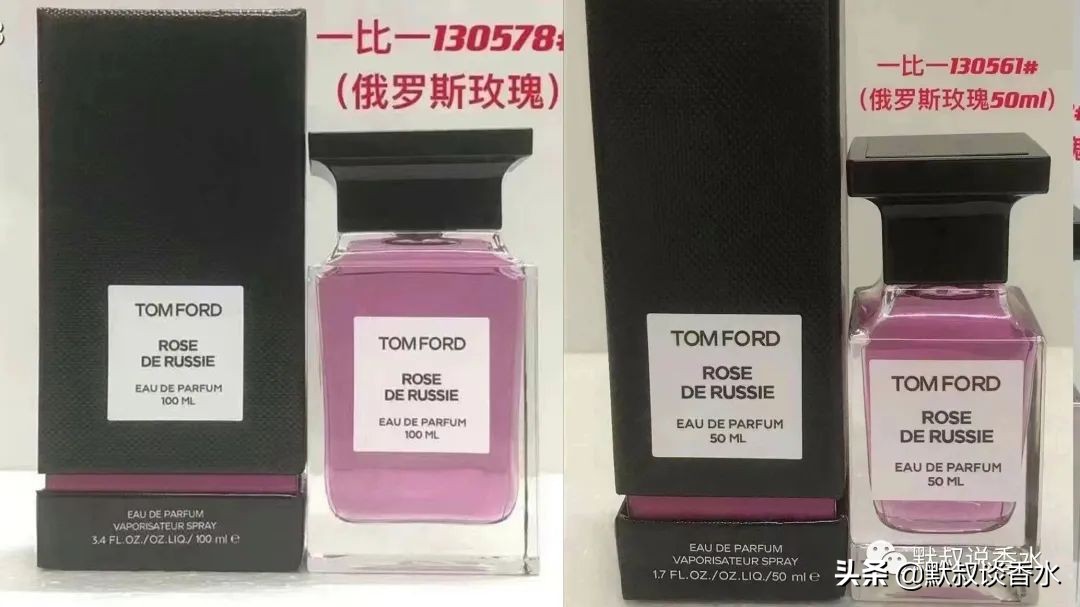 一比一130578#
(俄罗斯玫瑰)
TOM FORD
ROSE
DE RUSSIE
EAU DE PARFUM
100 ML
EAU DE PARFUM
VAPORISATEUR SPRAY
3.4 FL.OZ./OZ.LIQ./ 100 ml ℮
TOM FORD
ROSE
DE RUSSIE
EAU DE PARFUM
100 ML
一比一130561#
(俄罗斯玫瑰50ml)
TOM FORD
ROSE
DE RUSSIE
EAU DE PARFUM
50 ML
EAU DE PARFUM
VAPORISATEUR SPRAY
1.7 FL.OZ./OZ.LIQ./50 ml ℮
TOM FORD
ROSE
DE RUSSIE
EAU DE PARFUM
50 ML
默叔说香水
头条 @默叔谈香水